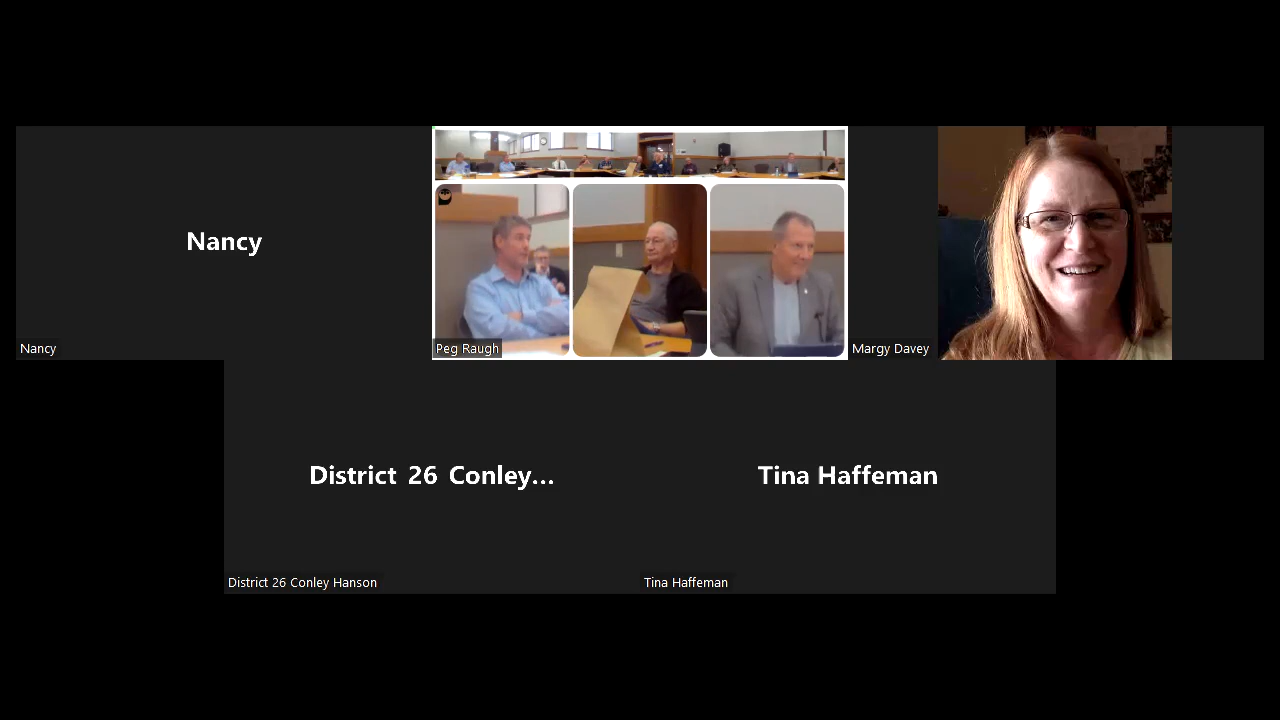 Nancy
Nancy
Peg Raugh
Margy Davey
District 26 Conley...
Tina Haffeman
District 26 Conley Hanson
Tina Haffeman